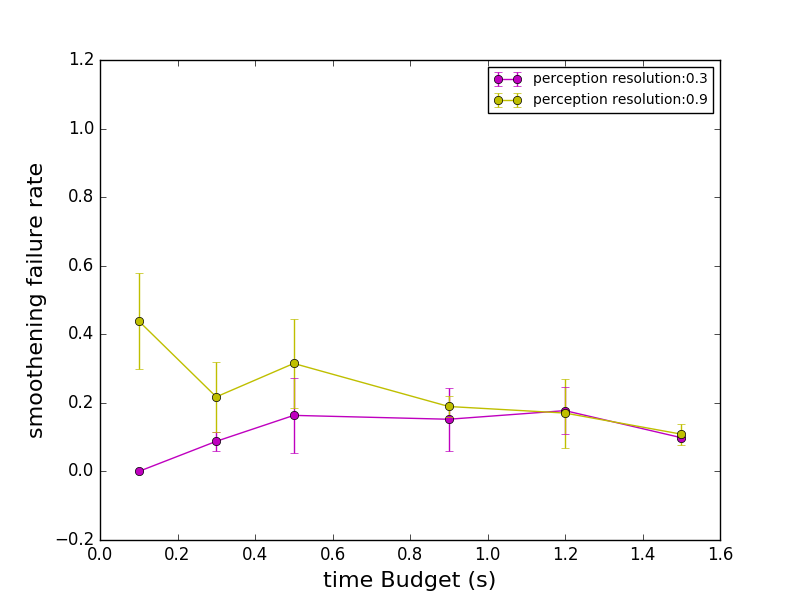 perception resolution:0.3
perception resolution:0.9
1.2
1.0
0.8
0.6
0.4
0.2
0.0
−0.2
smoothening failure rate
0.0 0.2 0.4 0.6 0.8 1.0 1.2 1.4 1.6
time Budget (s)